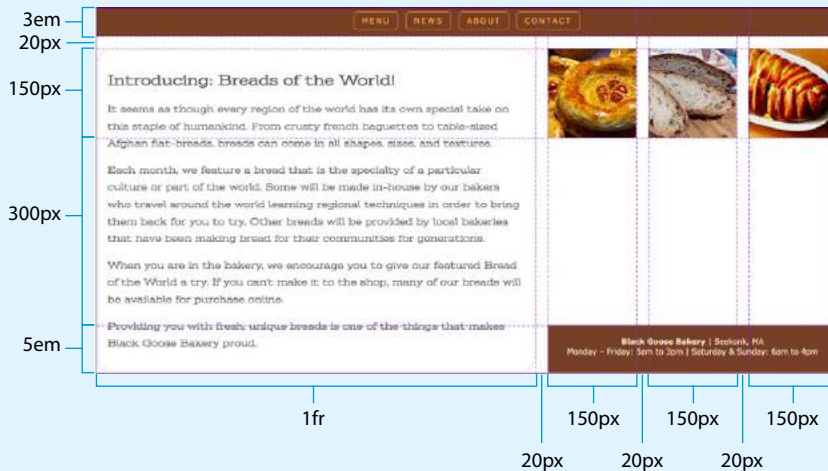 3em
MENU NEWS ABOUT CONTACT
20px
150px
Introducing: Breads of the World!
It seems as though every region of the world has its own special take on
this staple of humankind. From crusty french baguettes to table-sized
Afghan flat-breads, breads can come in all shapes, sizes, and textures.
Each month, we feature a bread that is the specialty of a particular
culture or part of the world. Some will be made in-house by our bakers
who travel around the world learning regional techniques in order to bring
them back for you to try. Other breads will be provided by local bakeries
that have been making bread for their communities for generations.
300px
When you are in the bakery, we encourage you to give our featured Bread
of the World a try. If you can't make it to the shop, many of our breads will
be available for purchase online.
Providing you with fresh, unique breads is one of the things that makes
Black Goose Bakery proud.
5em
Black Goose Bakery | Seekonk, MA
Monday – Friday: 5am to 3pm | Saturday & Sunday: 6am to 4pm
1fr 150px 150px 150px
20px 20px 20px